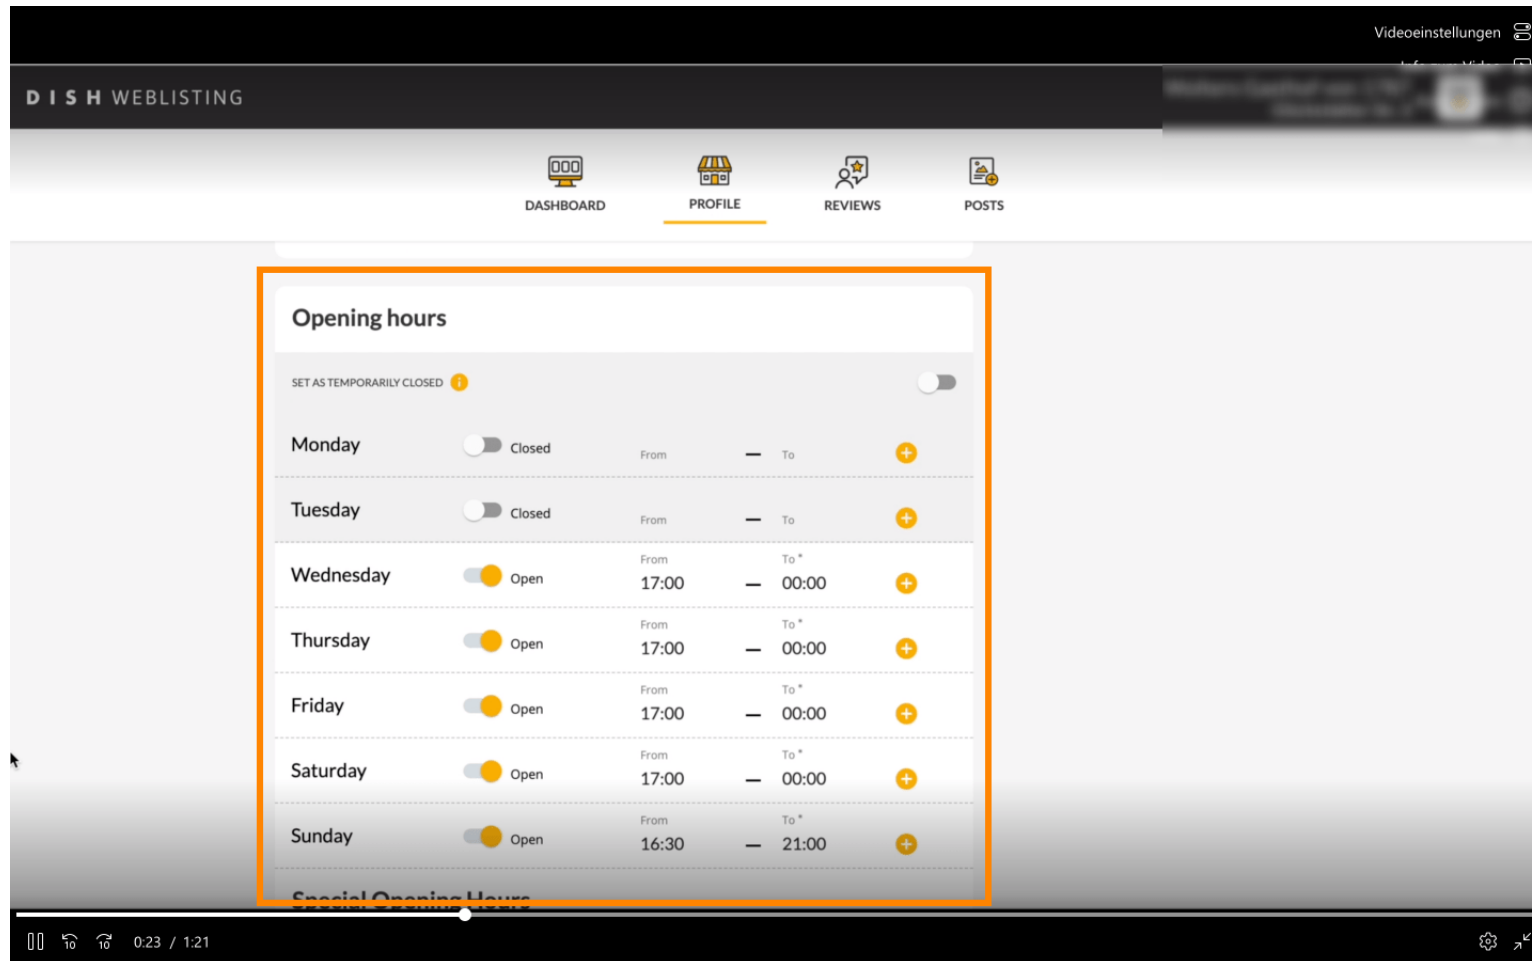 Videoeinstellungen
DISH WEBLISTING
DASHBOARD PROFILE REVIEWS POSTS
Opening hours
SET AS TEMPORARILY CLOSED
Monday Closed From — To
Tuesday Closed From — To
From To *
Wednesday Open 17:00 — 00:00
From To *
Thursday Open 17:00 — 00:00
From To *
Friday Open 17:00 — 00:00
From To *
Saturday Open 17:00 — 00:00
From To *
Sunday Open 16:30 — 21:00
Special Opening Hours
10 10 0:23 / 1:21